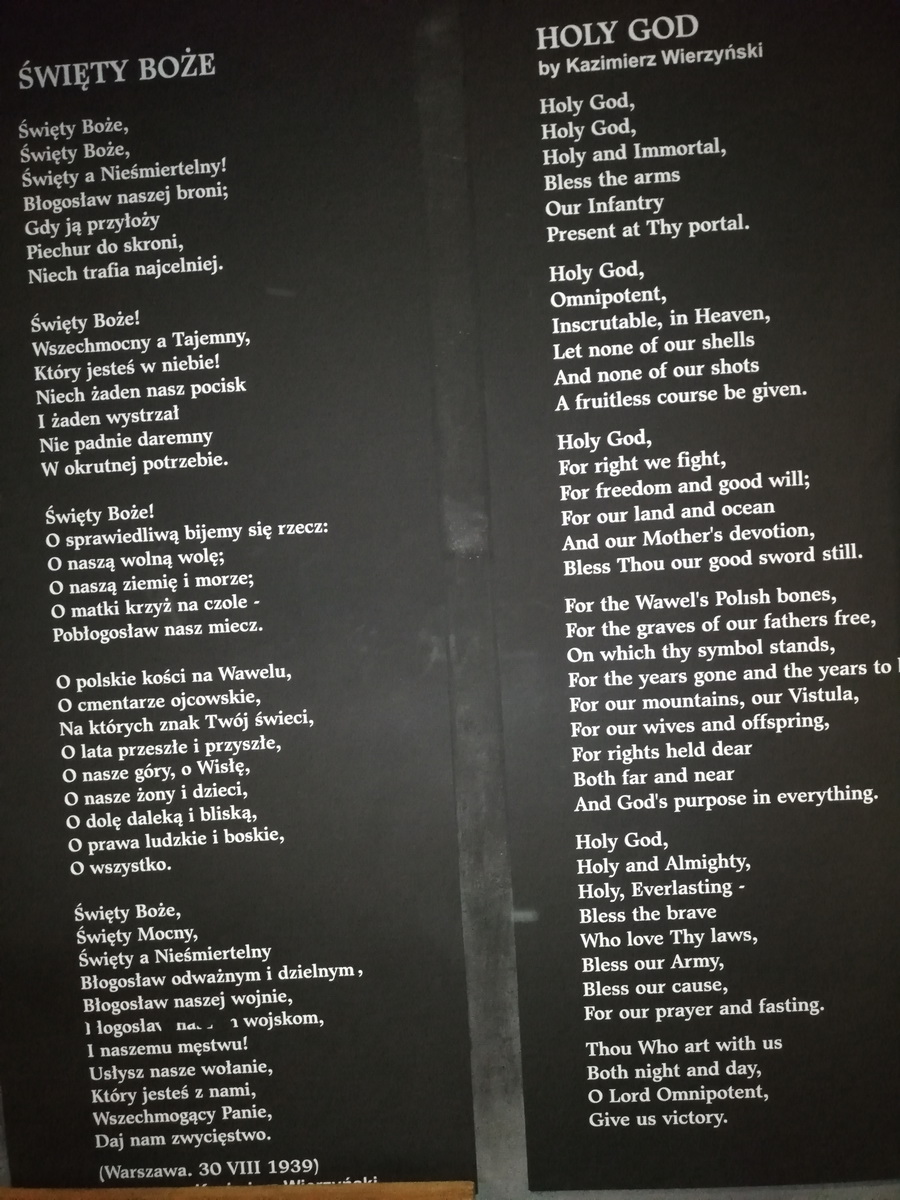 ŚWIĘTY BOŻE
Święty Boże,
Święty Boże,
Święty a Nieśmiertelny!
Błogosław naszej broni;
Gdy ją przyłoży
Piechur do skroni,
Niech trafia najcelniej.
Święty Boże!
Wszechmocny a Tajemny,
Który jesteś w niebie!
Niech żaden nasz pocisk
I żaden wystrzał
Nie padnie daremny
W okrutnej potrzebie.
Święty Boże!
O sprawiedliwą bijemy się rzecz:
O naszą wolną wolę;
O naszą ziemię i morze;
O matki krzyż na czole -
Pobłogosław nasz miecz.
O polskie kości na Wawelu,
O cmentarze ojcowskie,
Na których znak Twój świeci,
O lata przeszłe i przyszłe,
O nasze góry, o Wisłę,
O nasze żony i dzieci,
O dolę daleką i bliską,
O prawa ludzkie i boskie,
O wszystko.
Święty Boże,
Święty Mocny,
Święty a Nieśmiertelny
Błogosław odważnym i dzielnym,
Błogosław naszej wojnie,
wojskom,
I naszemu męstwu!
Usłysz nasze wołanie,
Który jesteś z nami,
Wszechmogący Panie,
Daj nam zwycięstwo.
(Warszawa. 30 VIII 1939)
Wierzyński
HOLY GOD
by Kazimierz Wierzyński
Holy God,
Holy God,
Holy and Immortal,
Bless the arms
Our Infantry
Present at Thy portal.
Holy God,
Omnipotent,
Inscrutable, in Heaven,
Let none of our shells
And none of our shots
A fruitless course be given.
Holy God,
For right we fight,
For freedom and good will;
For our land and ocean
And our Mother's devotion,
Bless Thou our good sword still.
For the Wawel's Polish bones,
For the graves of our fathers free,
On which thy symbol stands,
For the years gone and the years to
For our mountains, our Vistula,
For our wives and offspring,
For rights held dear
Both far and near
And God's purpose in everything.
Holy God,
Holy and Almighty,
Holy, Everlasting -
Bless the brave
Who love Thy laws,
Bless our Army,
Bless our cause,
For our prayer and fasting.
Thou Who art with us
Both night and day,
O Lord Omnipotent,
Give us victory.